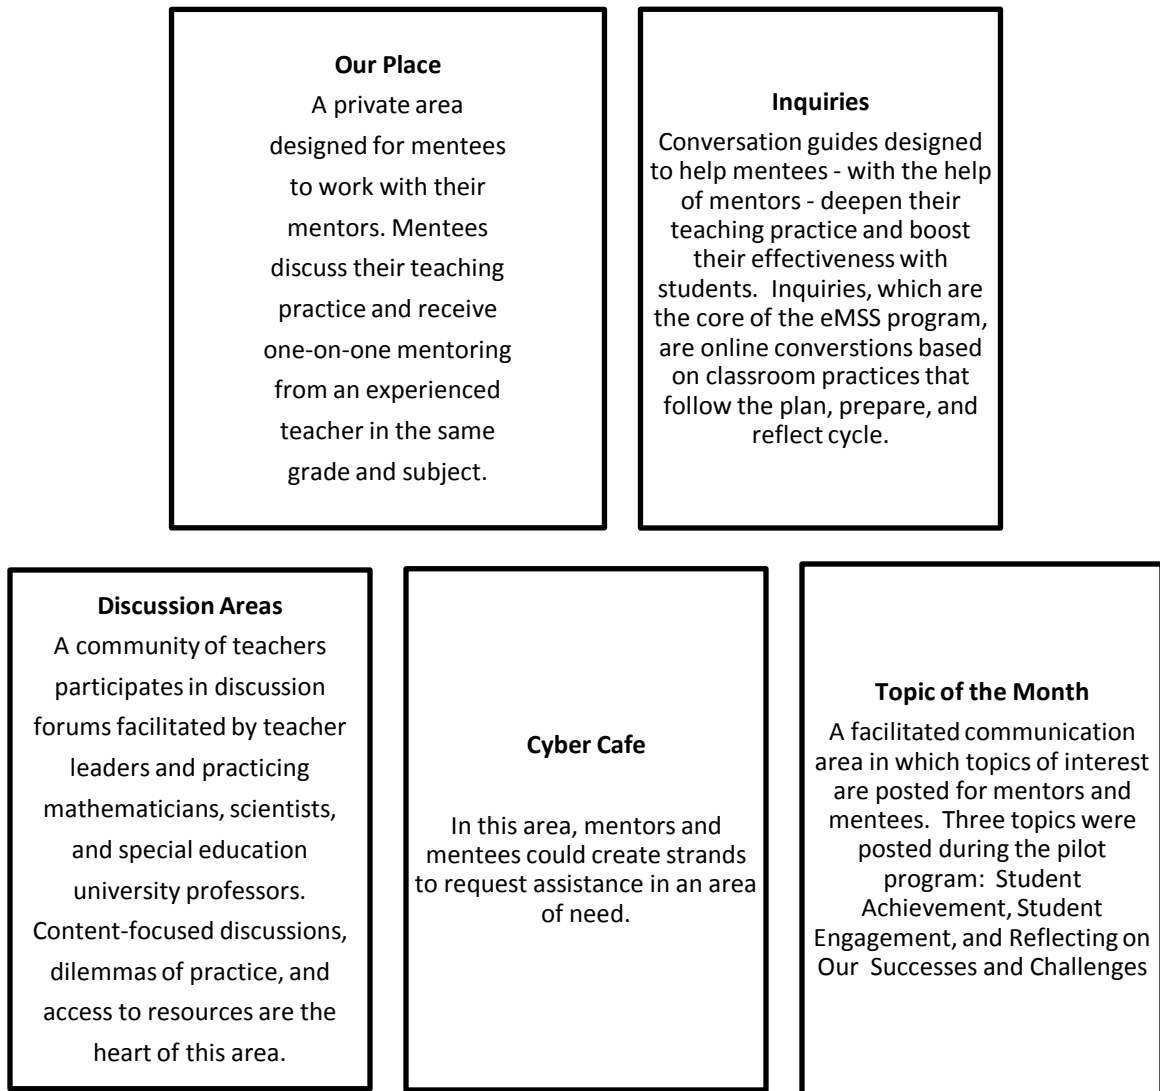 Our Place
A private area
designed for mentees
to work with their
mentors. Mentees
discuss their teaching
practice and receive
one-on-one mentoring
from an experienced
teacher in the same
grade and subject.
Inquiries
Conversation guides designed
to help mentees - with the help
of mentors - deepen their
teaching practice and boost
their effectiveness with
students. Inquiries, which are
the core of the eMSS program,
are online converstions based
on classroom practices that
follow the plan, prepare, and
reflect cycle.
Discussion Areas
A community of teachers
participates in discussion
forums facilitated by teacher
leaders and practicing
mathematicians, scientists,
and special education
university professors.
Content-focused discussions,
dilemmas of practice, and
access to resources are the
heart of this area.
Cyber Cafe
In this area, mentors and
mentees could create strands
to request assistance in an area
of need.
Topic of the Month
A facilitated communication
area in which topics of interest
are posted for mentors and
mentees. Three topics were
posted during the pilot
program: Student
Achievement, Student
Engagement, and Reflecting on
Our Successes and Challenges